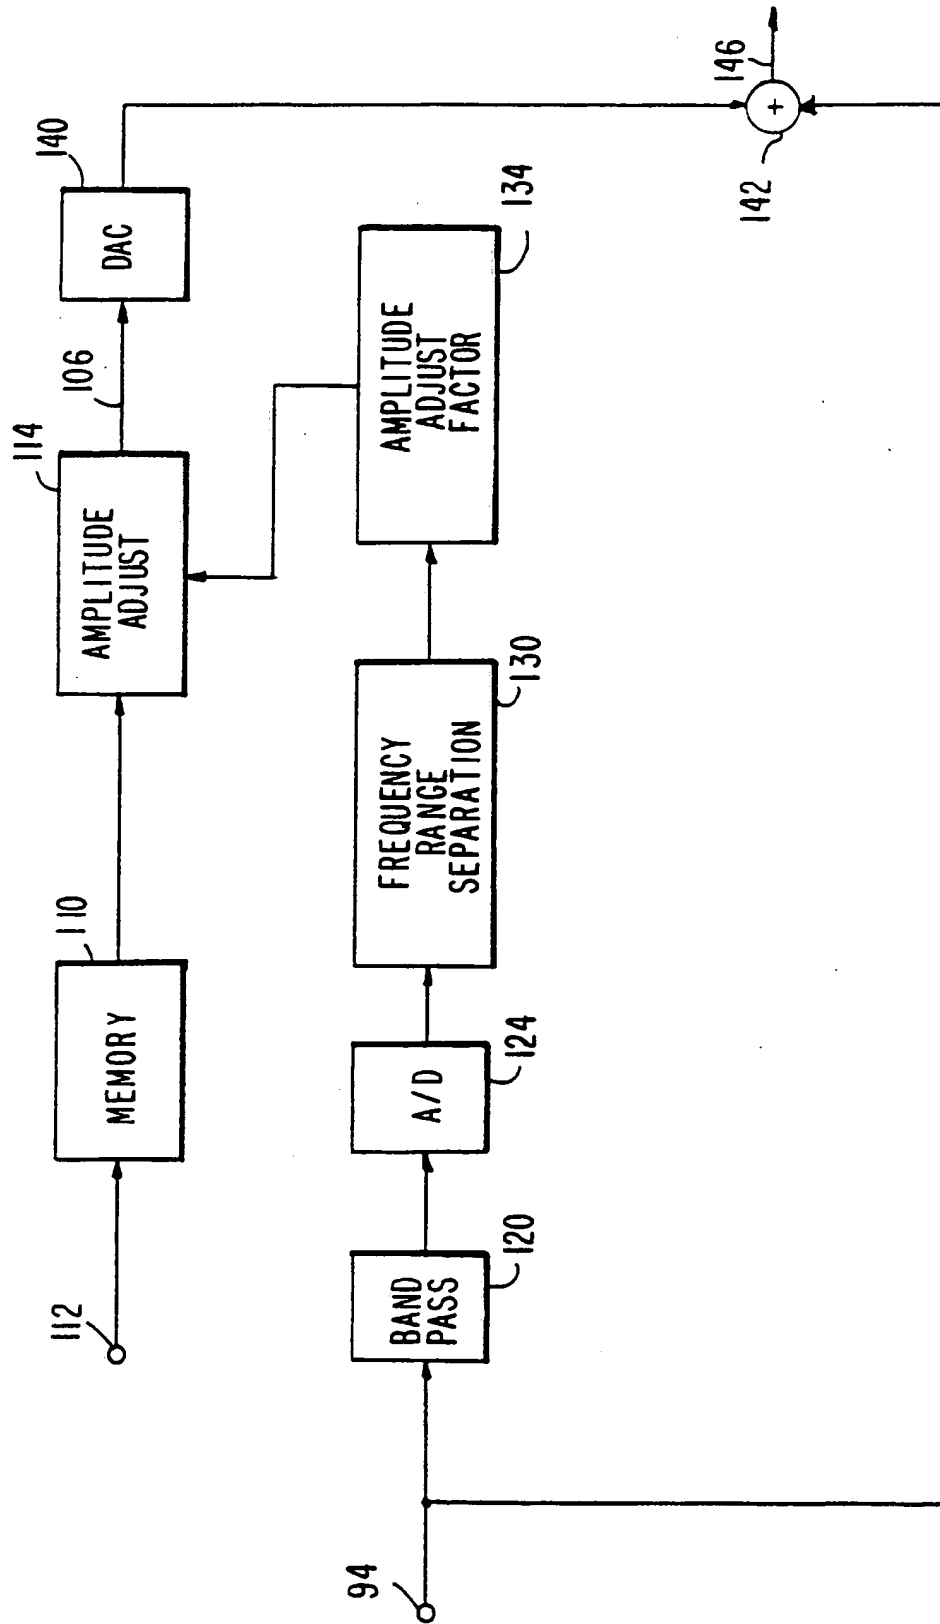 112
MEMORY
110
AMPLITUDE
ADJUST
114
106
DAC
140
94
BAND
PASS
120
A/D
124
FREQUENCY
RANGE
SEPARATION
130
AMPLITUDE
ADJUST
FACTOR
134
+
142
146